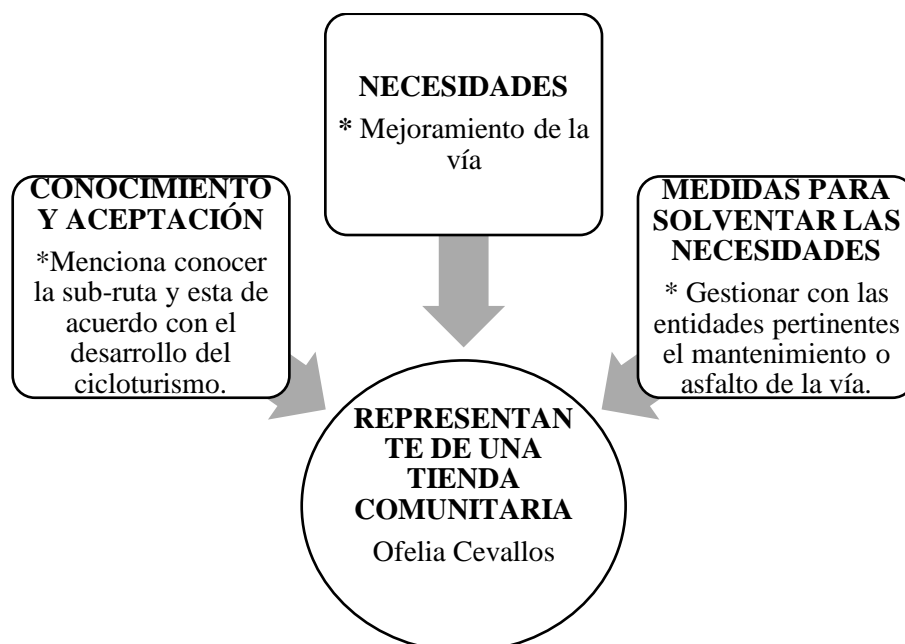 NECESIDADES
* Mejoramiento de la
vía
CONOCIMIENTO
Y ACEPTACIÓN
*Menciona conocer
la sub-ruta y esta de
acuerdo con el
desarrollo del
cicloturismo.
MEDIDAS PARA
SOLVENTAR LAS
NECESIDADES
* Gestionar con las
entidades pertinentes
el mantenimiento o
asfalto de la vía.
REPRESENTAN
TE DE UNA
TIENDA
COMUNITARIA
Ofelia Cevallos